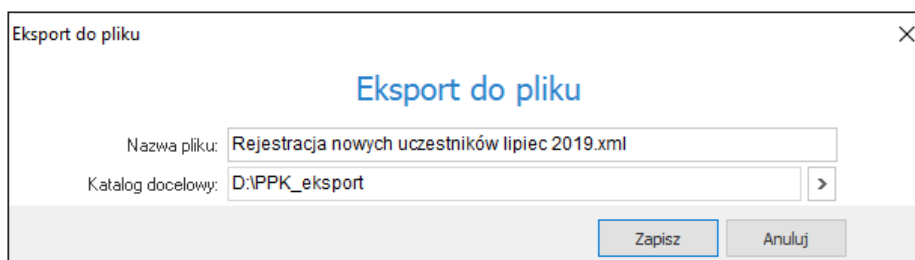 Eksport do pliku
Eksport do pliku
Nazwa pliku: Rejestracja nowych uczestników lipiec 2019.xml
Katalog docelowy: D:\PPK_eksport
Zapisz Anuluj